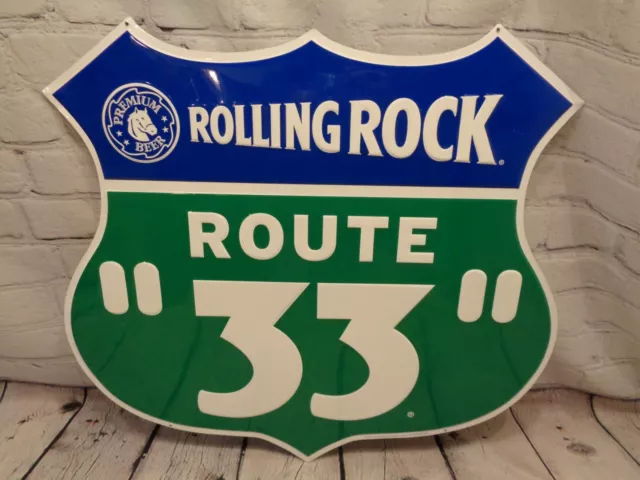 PREMIUM
BEER
ROLLING ROCK®
ROUTE
"33"®